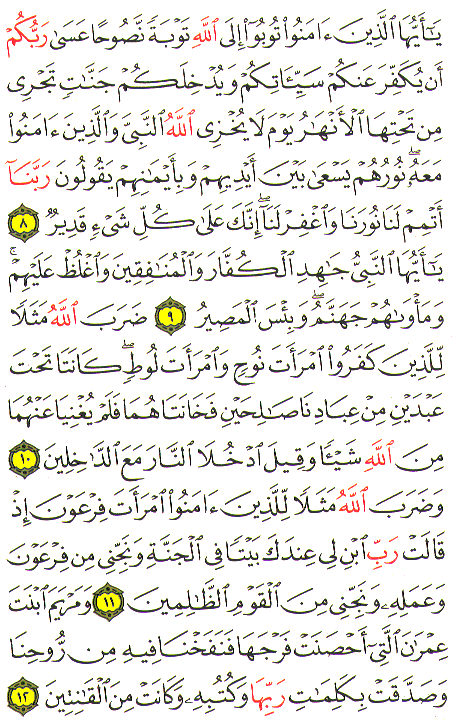 يَـٰٓأَيُّهَا ٱلَّذِينَ ءَامَنُوا۟ تُوبُوٓا۟ إِلَى ٱللَّهِ تَوْبَةً نَّصُوحًا عَسَىٰ رَبُّكُمْ
أَن يُكَفِّرَ عَنكُمْ سَيِّـَٔاتِكُمْ وَيُدْخِلَكُمْ جَنَّـٰتٍ تَجْرِى
مِن تَحْتِهَا ٱلْأَنْهَـٰرُ يَوْمَ لَا يُخْزِى ٱللَّهُ ٱلنَّبِىَّ وَٱلَّذِينَ ءَامَنُوا۟
مَعَهُۥ ۖ نُورُهُمْ يَسْعَىٰ بَيْنَ أَيْدِيهِمْ وَبِأَيْمَـٰنِهِمْ يَقُولُونَ رَبَّنَآ
أَتْمِمْ لَنَا نُورَنَا وَٱغْفِرْ لَنَآ ۖ إِنَّكَ عَلَىٰ كُلِّ شَىْءٍ قَدِيرٌ ٨
يَـٰٓأَيُّهَا ٱلنَّبِىُّ جَـٰهِدِ ٱلْكُفَّارَ وَٱلْمُنَـٰفِقِينَ وَٱغْلُظْ عَلَيْهِمْ ۚ
وَمَأْوَىٰهُمْ جَهَنَّمُ ۖ وَبِئْسَ ٱلْمَصِيرُ ٩ ضَرَبَ ٱللَّهُ مَثَلًا
لِّلَّذِينَ كَفَرُوا۟ ٱمْرَأَتَ نُوحٍ وَٱمْرَأَتَ لُوطٍ ۖ كَانَتَا تَحْتَ
عَبْدَيْنِ مِنْ عِبَادِنَا صَـٰلِحَيْنِ فَخَانَتَاهُمَا فَلَمْ يُغْنِيَا عَنْهُمَا
مِنَ ٱللَّهِ شَيْـًٔا وَقِيلَ ٱدْخُلَا ٱلنَّارَ مَعَ ٱلدَّٰخِلِينَ ١٠
وَضَرَبَ ٱللَّهُ مَثَلًا لِّلَّذِينَ ءَامَنُوا۟ ٱمْرَأَتَ فِرْعَوْنَ إِذْ
قَالَتْ رَبِّ ٱبْنِ لِى عِندَكَ بَيْتًا فِى ٱلْجَنَّةِ وَنَجِّنِى مِن فِرْعَوْنَ
وَعَمَلِهِۦ وَنَجِّنِى مِنَ ٱلْقَوْمِ ٱلظَّـٰلِمِينَ ١١ وَمَرْيَمَ ٱبْنَتَ
عِمْرَٰنَ ٱلَّتِىٓ أَحْصَنَتْ فَرْجَهَا فَنَفَخْنَا فِيهِ مِن رُّوحِنَا
وَصَدَّقَتْ بِكَلِمَـٰتِ رَبِّهَا وَكُتُبِهِۦ وَكَانَتْ مِنَ ٱلْقَـٰنِتِينَ ١٢